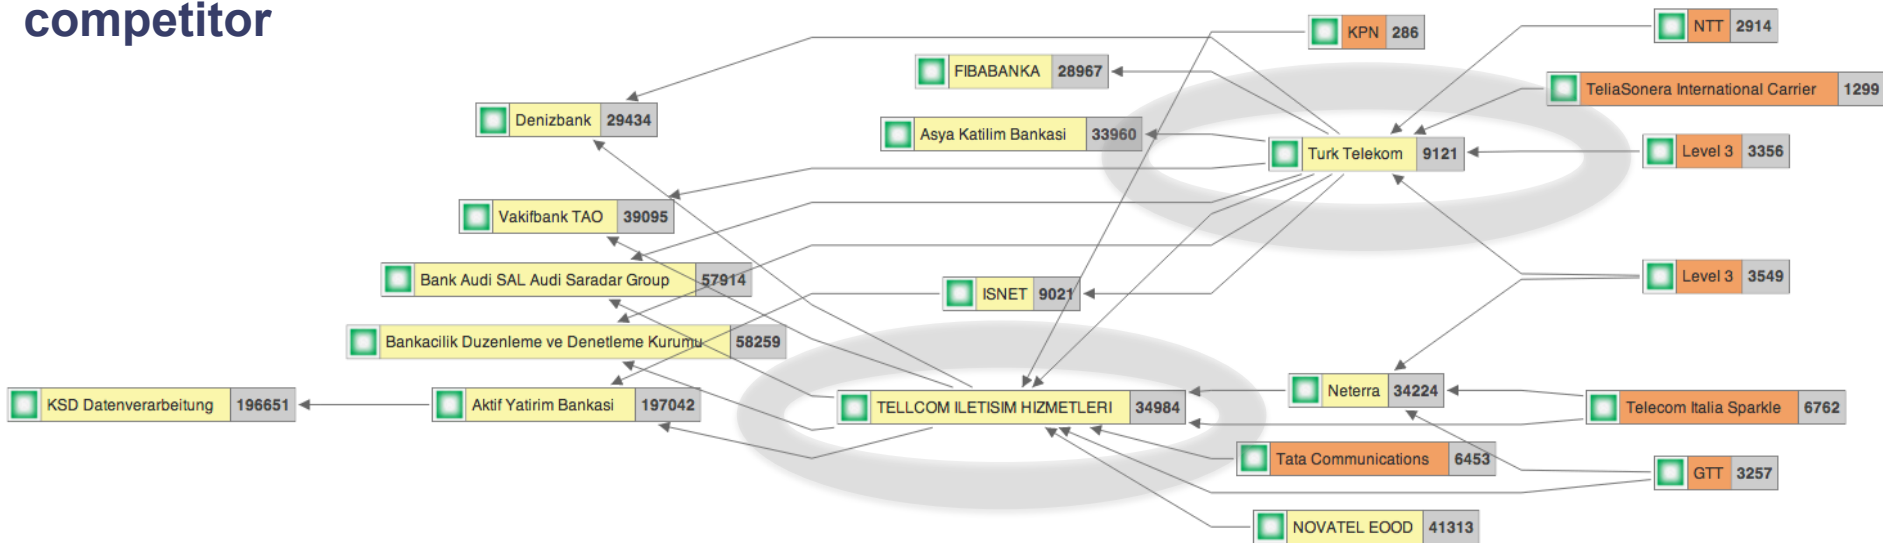 competitor
KPN 286
NTT 2914
FIBABANKA 28967
TeliaSonera International Carrier 1299
Denizbank 29434
Asya Katilim Bankasi 33960
Turk Telekom 9121
Level 3 3356
Vakifbank TAO 39095
Bank Audi SAL Audi Saradar Group 57914
ISNET 9021
Level 3 3549
Bankacilik Duzenleme ve Denetleme Kurumu 58259
KSD Datenverarbeitung 196651
Aktif Yatirim Bankasi 197042
TELLCOM ILETISIM HIZMETLERI 34984
Neterra 34224
Telecom Italia Sparkle 6762
Tata Communications 6453
GTT 3257
NOVATEL EOOD 41313